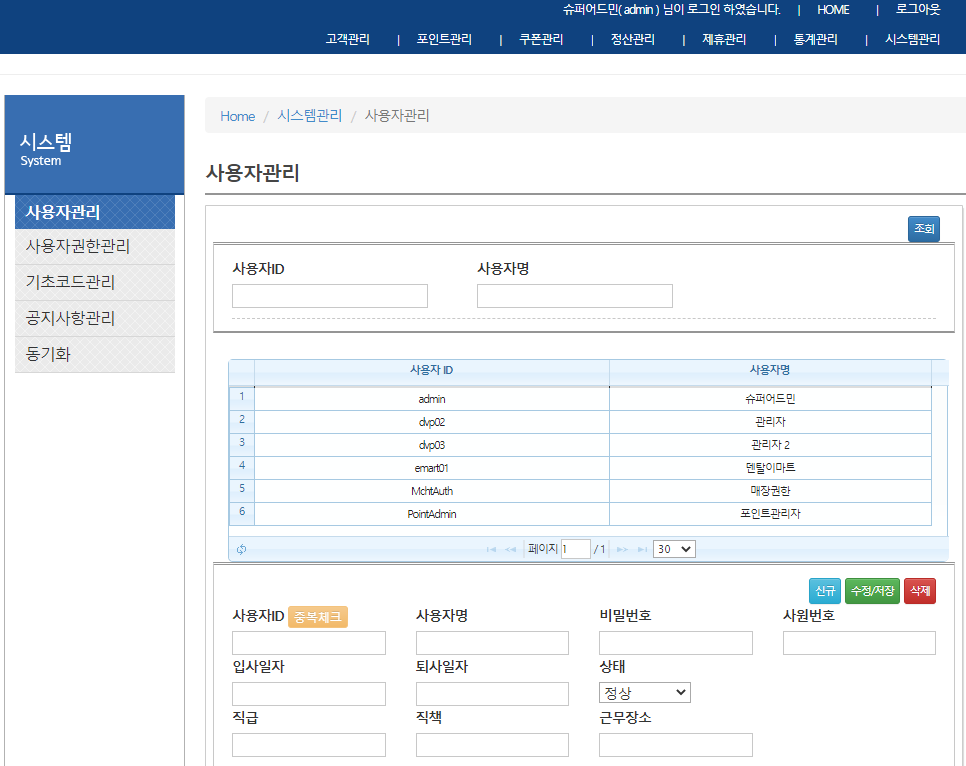 슈퍼어드민( admin ) 님이 로그인 하였습니다. | HOME | 로그아웃
고객관리 | 포인트관리 | 쿠폰관리 | 정산관리 | 제휴관리 | 통계관리 | 시스템관리
시스템
System
사용자관리
사용자권한관리
기초코드관리
공지사항관리
동기화
Home / 시스템관리 / 사용자관리
사용자관리
조회
사용자ID 사용자명
사용자 ID 사용자명
1 admin 슈퍼어드민
2 dvp02 관리자
3 dvp03 관리자 2
4 emart01 덴탈이마트
5 MchtAuth 매장권한
6 PointAdmin 포인트관리자
페이지 1 / 1 30
신규 수정/저장 삭제
사용자ID 중복체크 사용자명 비밀번호 사원번호
입사일자 퇴사일자 상태
정상
직급 직책 근무장소